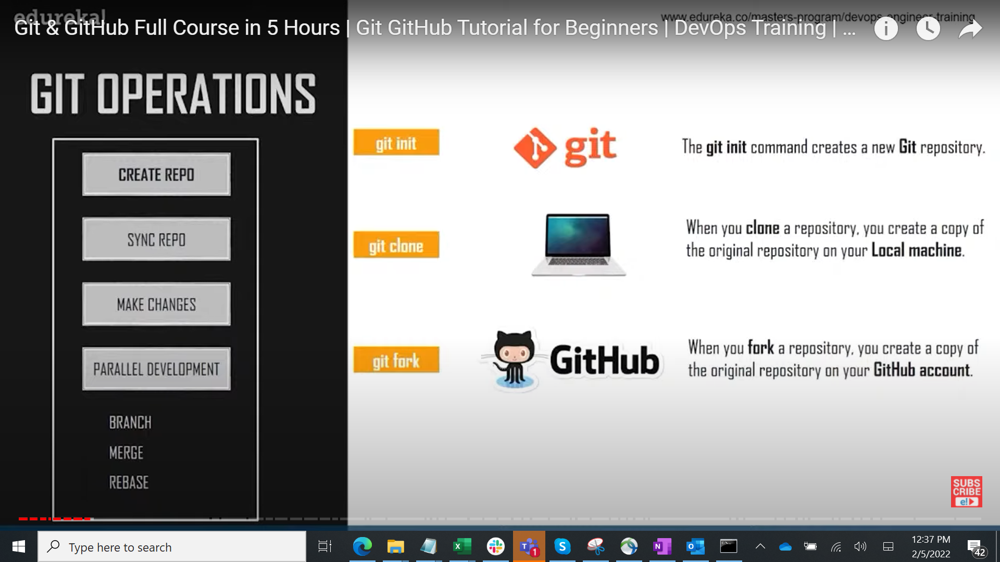 edureka!
www.edureka.co/masters-program/devops-engineer-training
Git & GitHub Full Course in 5 Hours | Git GitHub Tutorial for Beginners | DevOps Training | ...
GIT OPERATIONS
CREATE REPO
SYNC REPO
MAKE CHANGES
PARALLEL DEVELOPMENT
BRANCH
MERGE
REBASE
git init
git
The git init command creates a new Git repository.
git clone
When you clone a repository, you create a copy of
the original repository on your Local machine.
git fork
GitHub
When you fork a repository, you create a copy of
the original repository on your GitHub account.
SUBS
CRIBE
e!
Type here to search
1
12:37 PM
2/5/2022
42